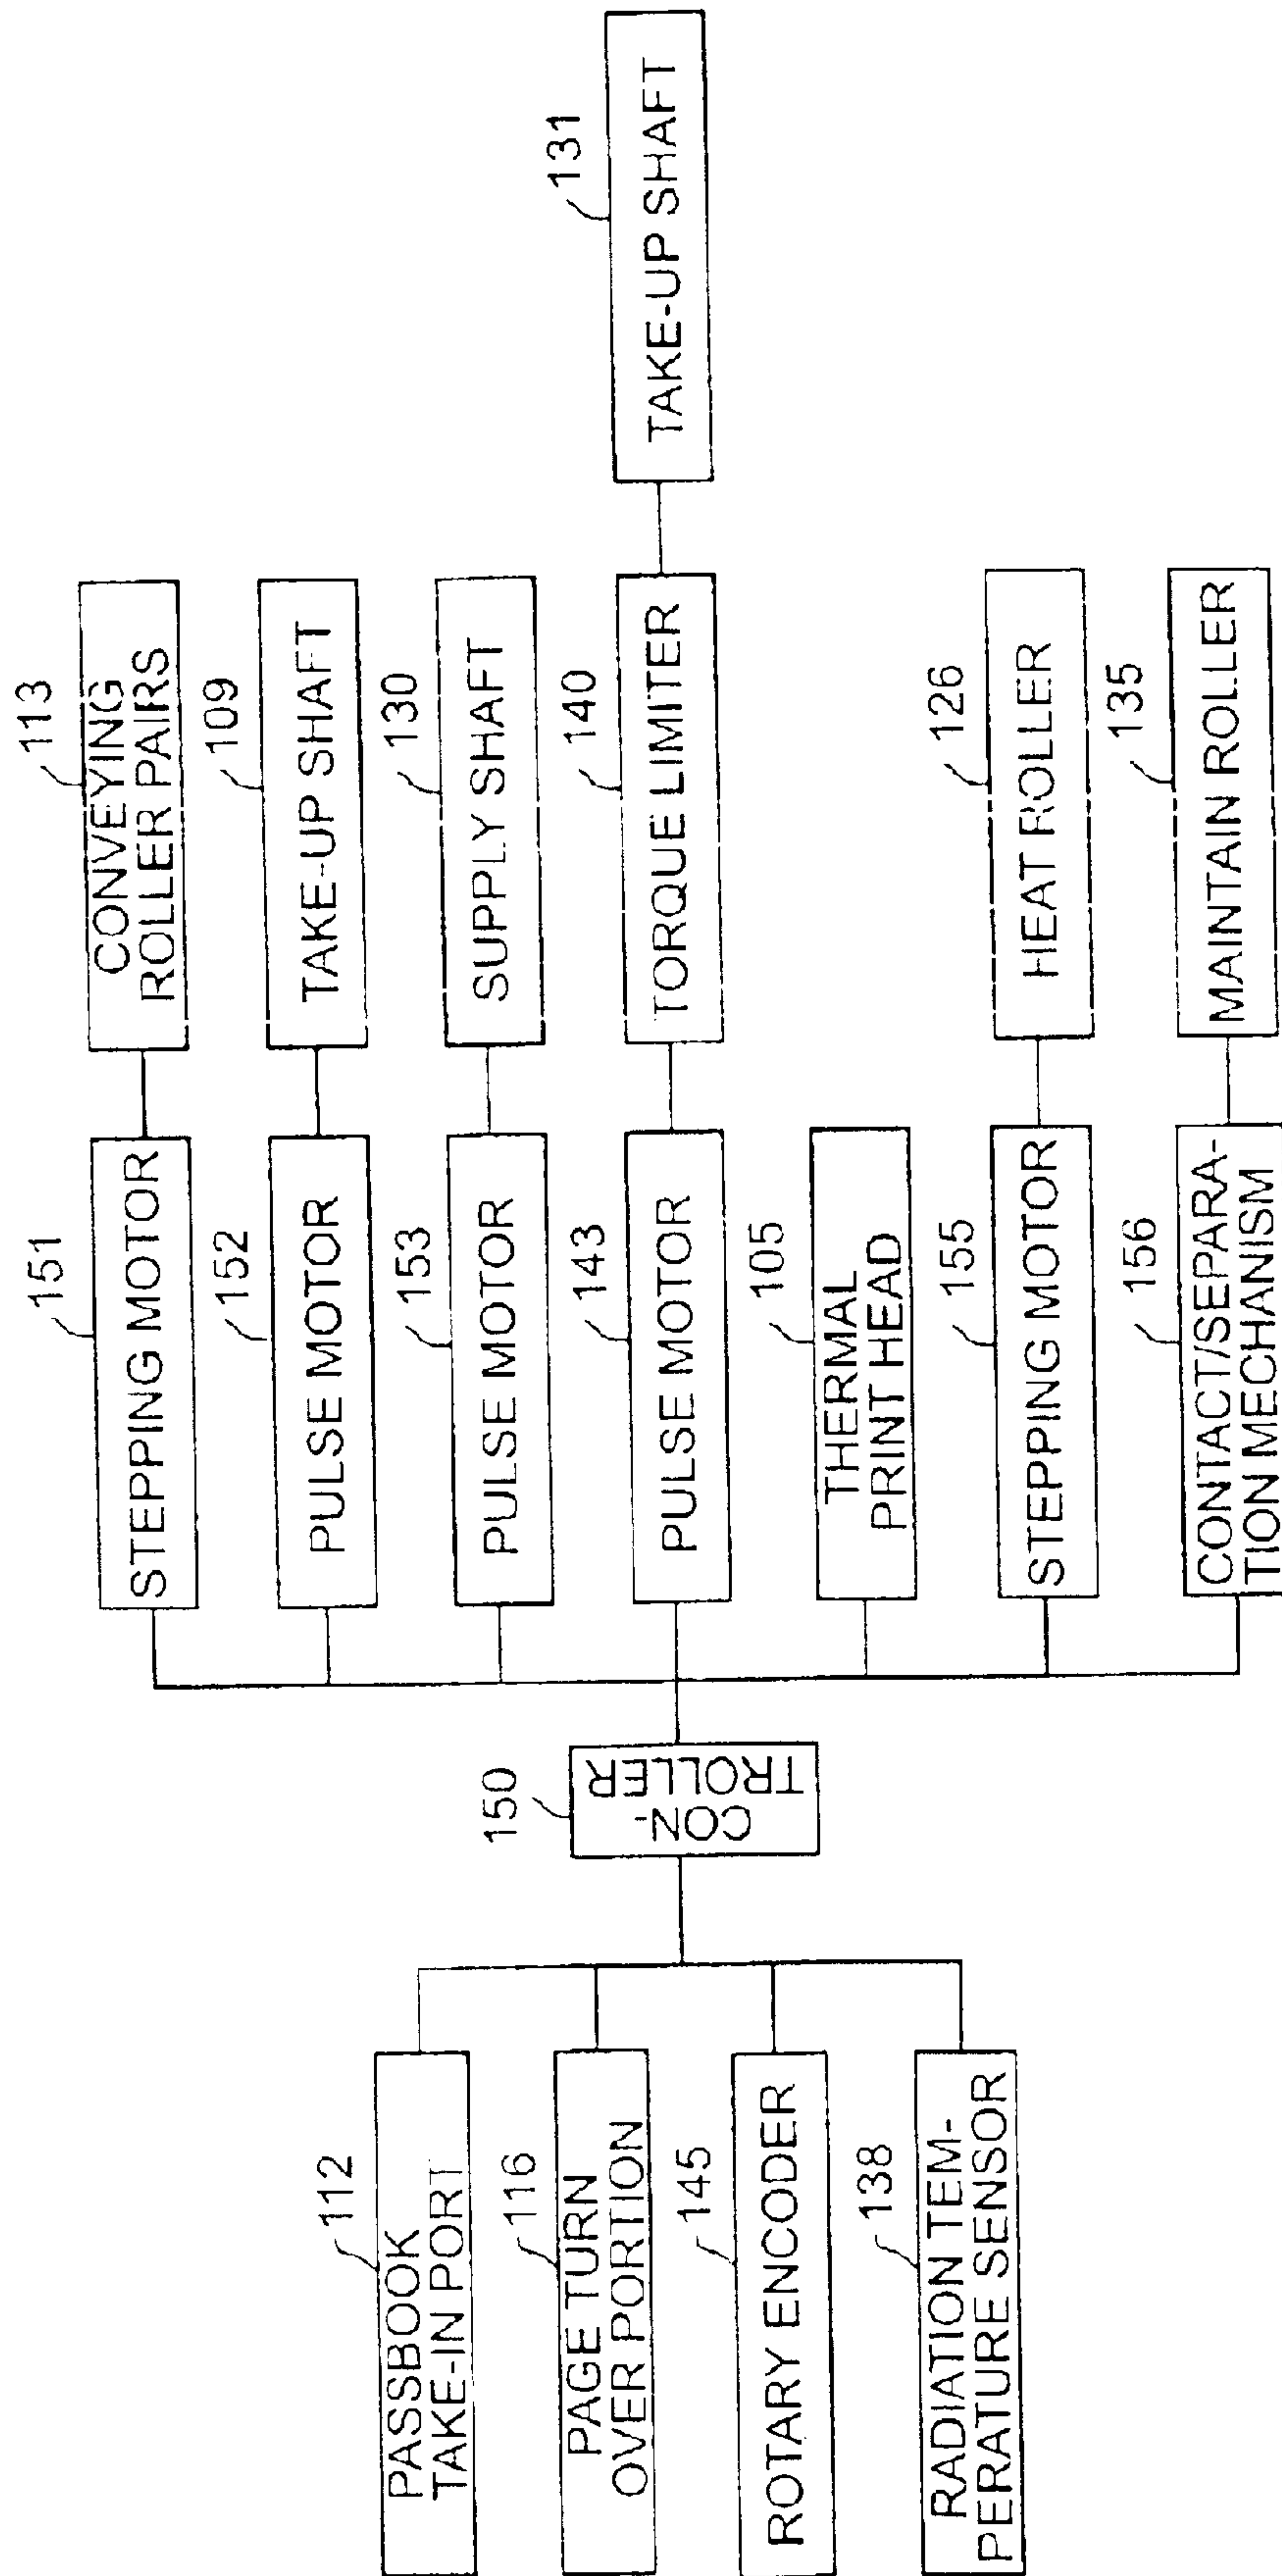 112
PASSBOOK
TAKE-IN PORT
116
PAGE TURN
OVER PORTION
145
ROTARY ENCODER
138
RADIATION TEM-
PERATURE SENSOR
150
CON-
TROLLER
151
STEPPING MOTOR
113
CONVEYING
ROLLER PAIRS
152
PULSE MOTOR
109
TAKE-UP SHAFT
153
PULSE MOTOR
130
SUPPLY SHAFT
143
PULSE MOTOR
140
TORQUE LIMITER
131
TAKE-UP SHAFT
105
THERMAL
PRINT HEAD
155
STEPPING MOTOR
126
HEAT ROLLER
156
CONTACT/SEPARA-
TION MECHANISM
135
MAINTAIN ROLLER